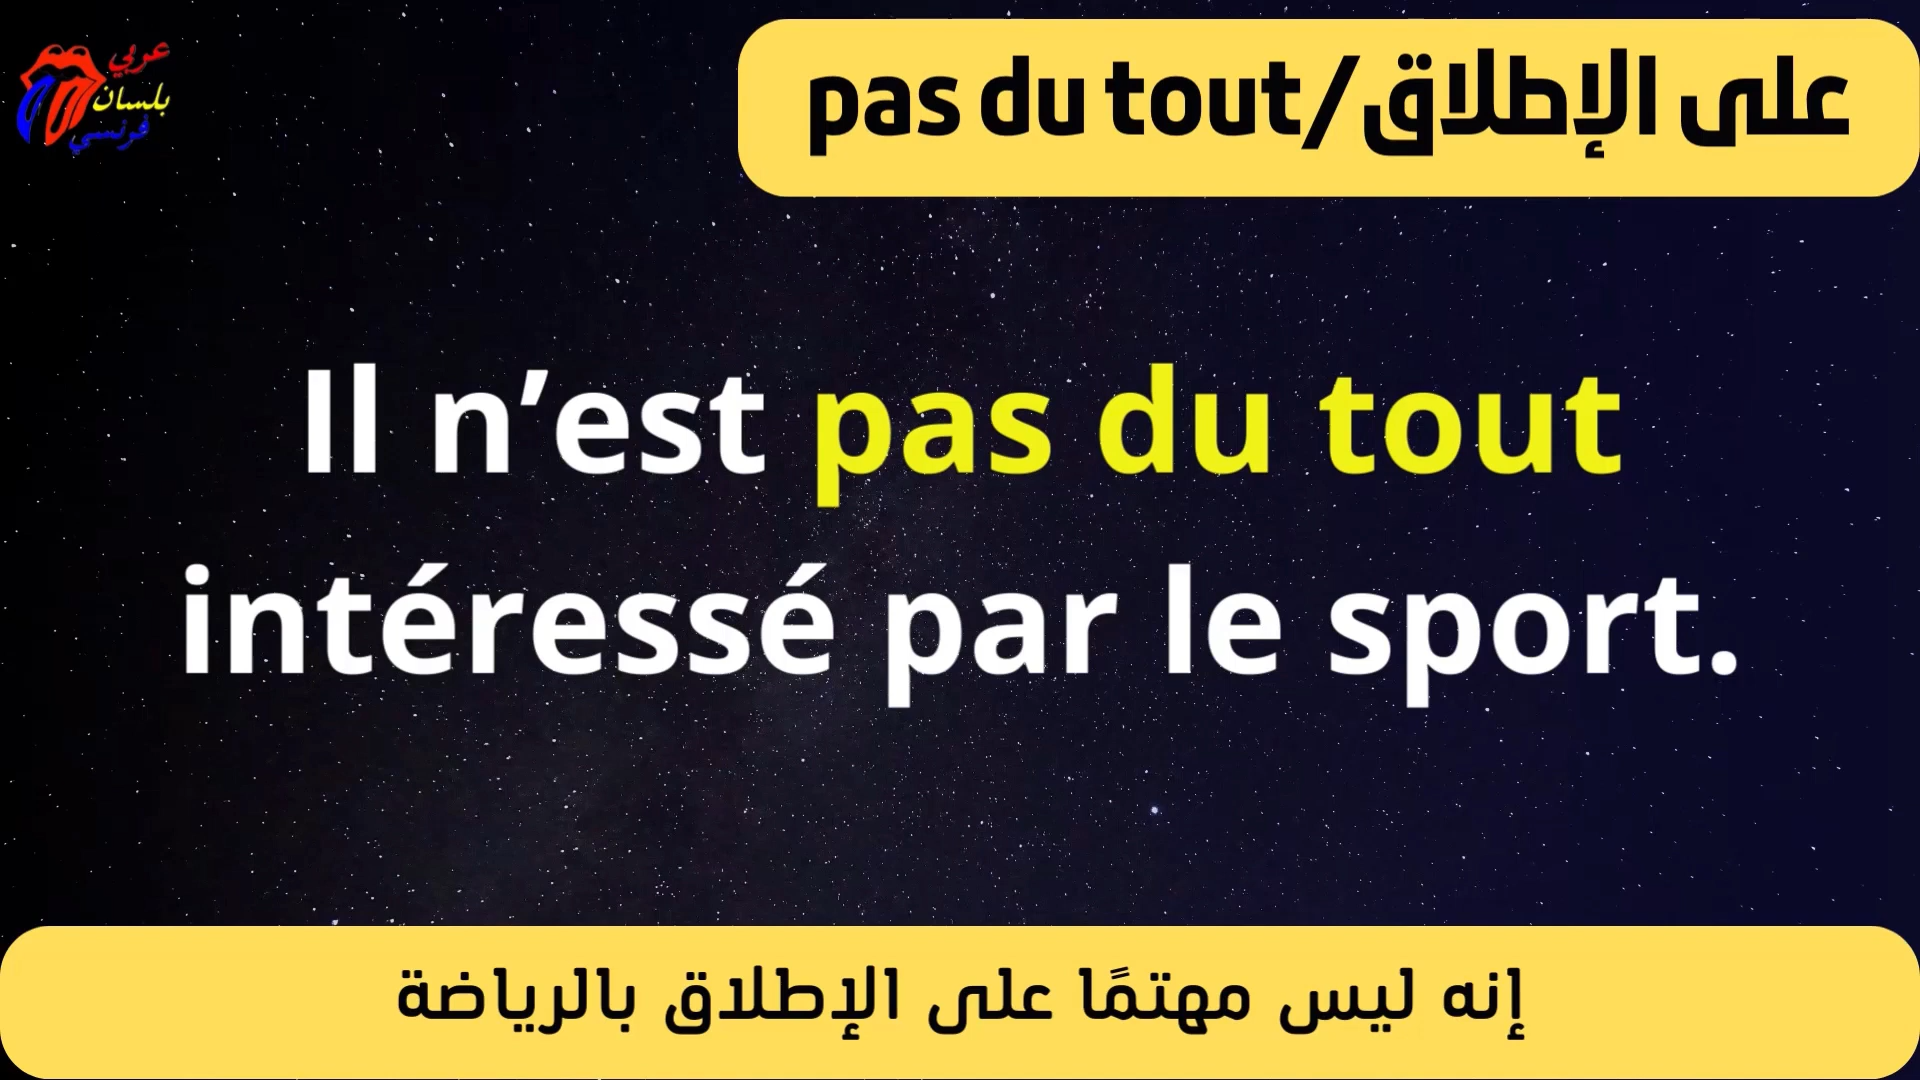 عربي
بلسان
فرنسي
على الإطلاق/pas du tout
Il n’est pas du tout
intéressé par le sport.
إنه ليس مهتمًا على الإطلاق بالرياضة